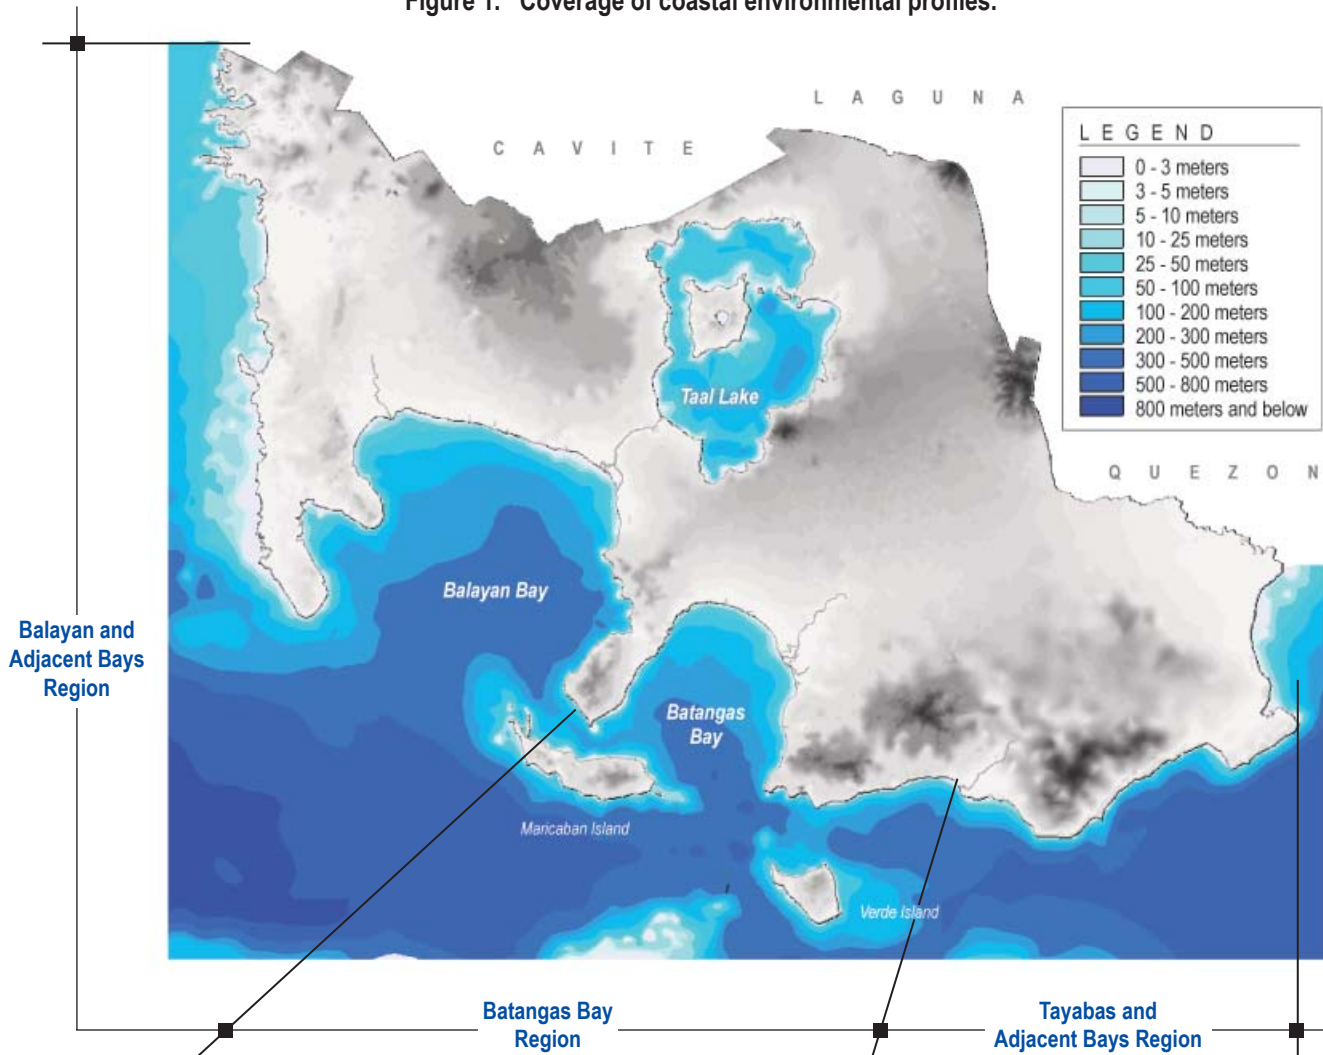 Figure 1. Coverage of coastal environmental profiles.
L A G U N A
C A V I T E
L E G E N D
0 - 3 meters
3 - 5 meters
5 - 10 meters
10 - 25 meters
25 - 50 meters
50 - 100 meters
100 - 200 meters
200 - 300 meters
300 - 500 meters
500 - 800 meters
800 meters and below
Taal Lake
Q U E Z O N
Balayan Bay
Balayan and
Adjacent Bays
Region
Batangas
Bay
Maricaban Island
Verde Island
Batangas Bay
Region
Tayabas and
Adjacent Bays Region